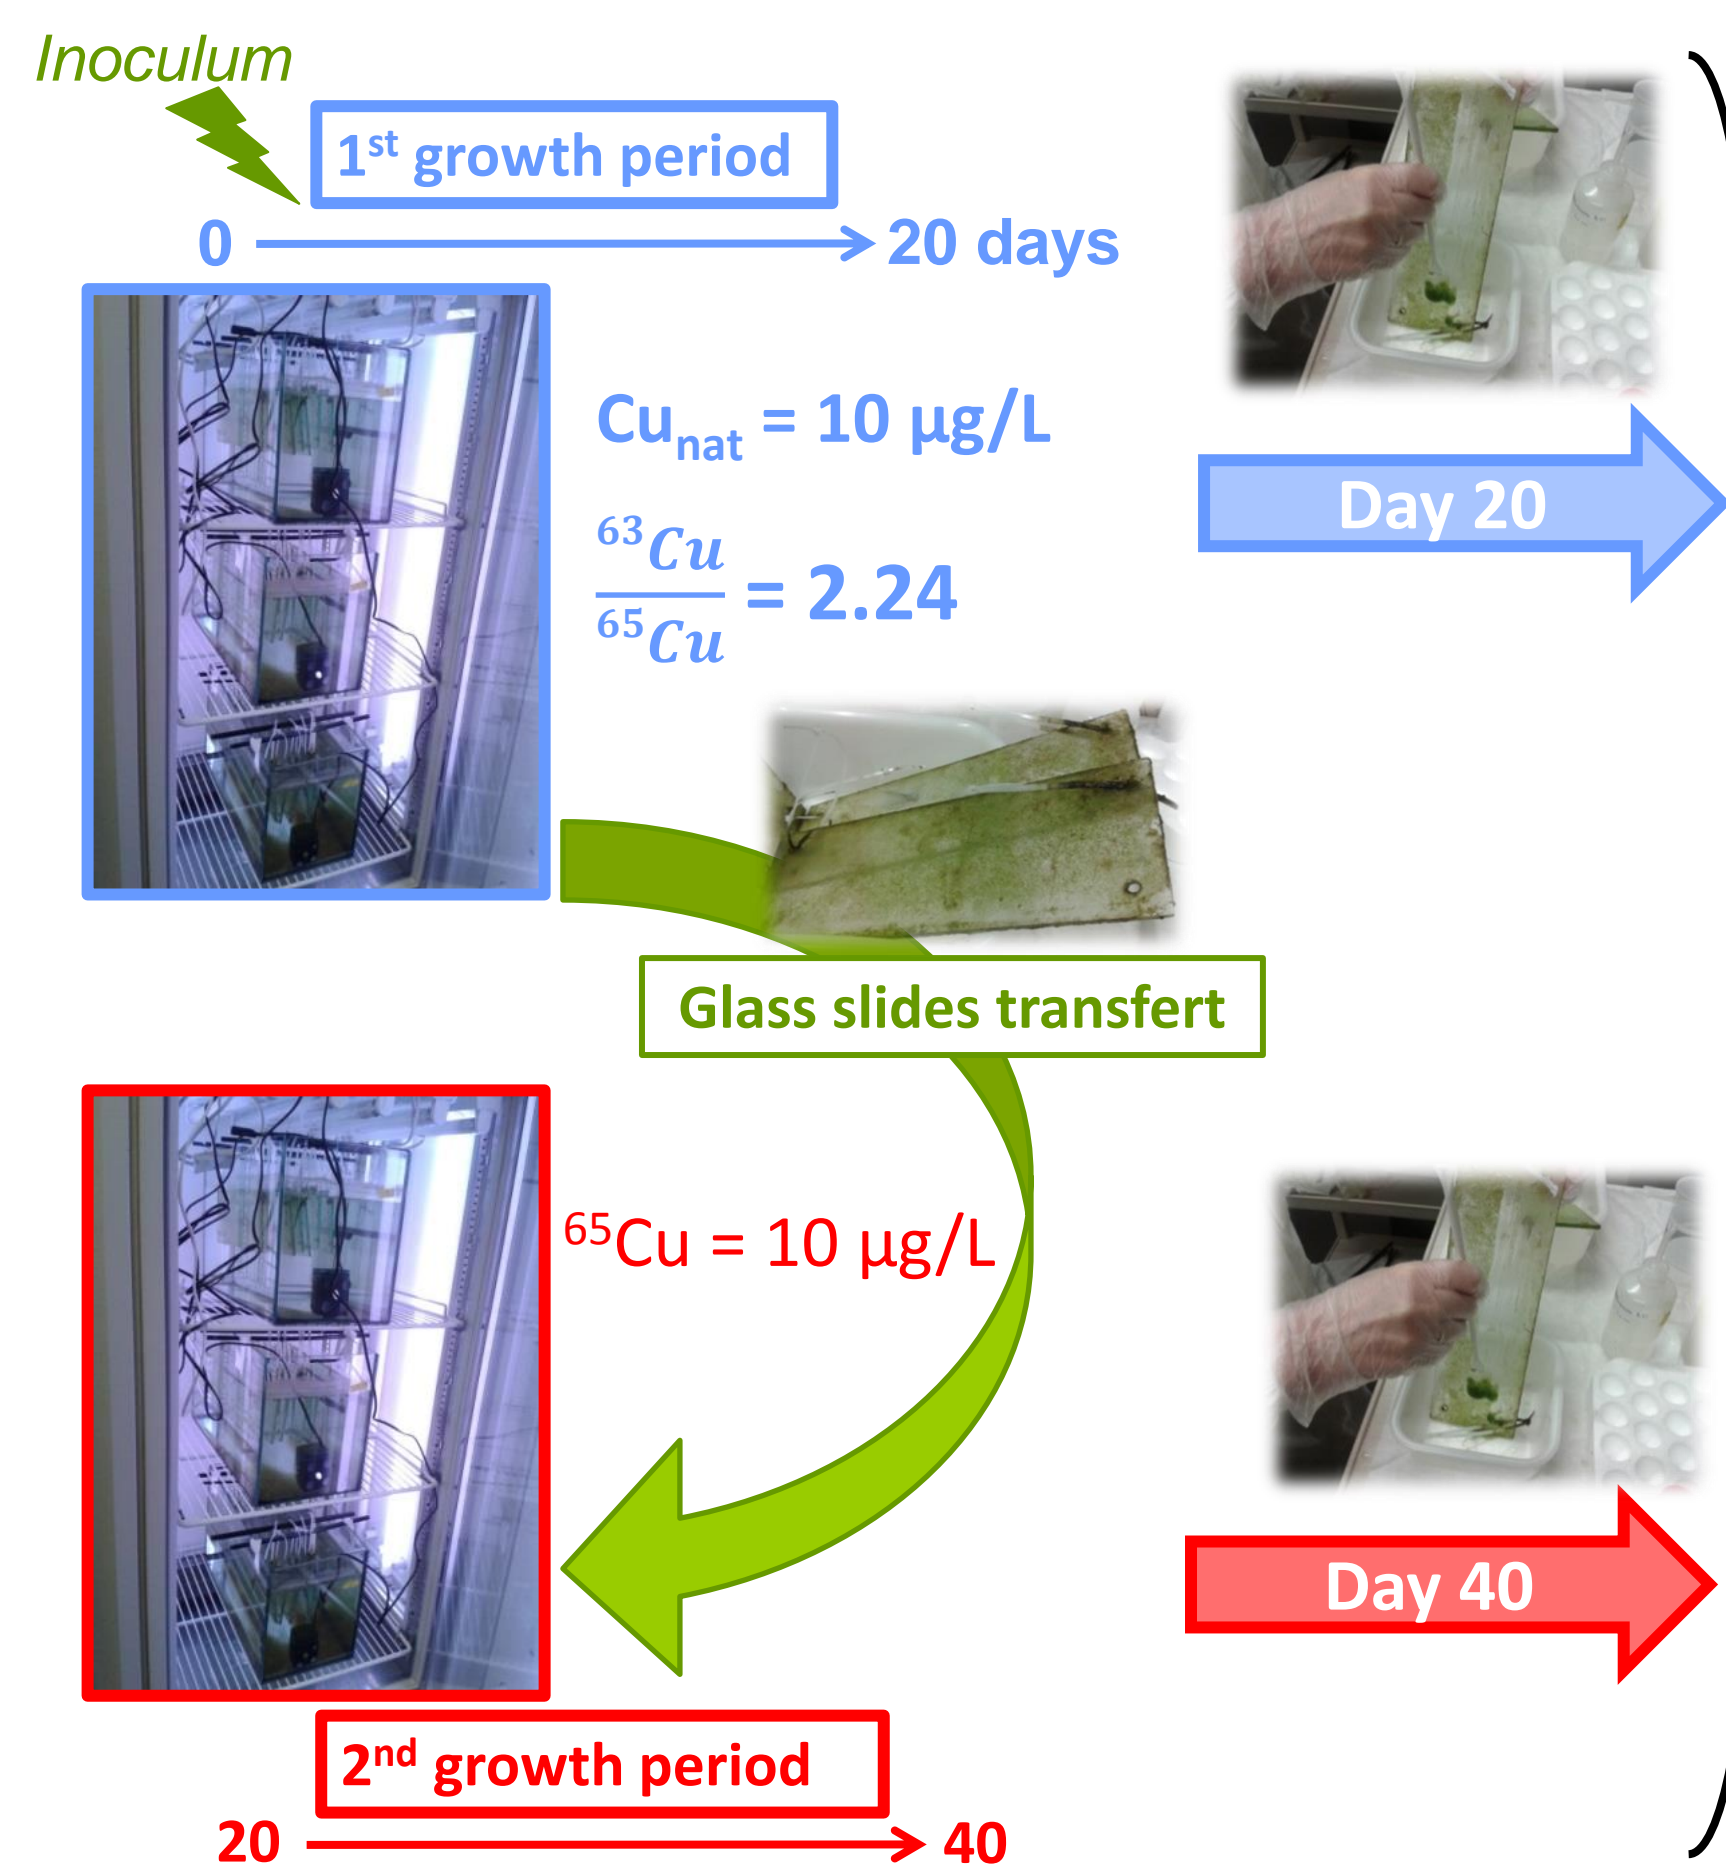 Inoculum
1st growth period
0
20 days
Cunat = 10 µg/L
63Cu
65Cu
= 2.24
Day 20
Glass slides transfert
65Cu = 10 µg/L
Day 40
2nd growth period
20
40